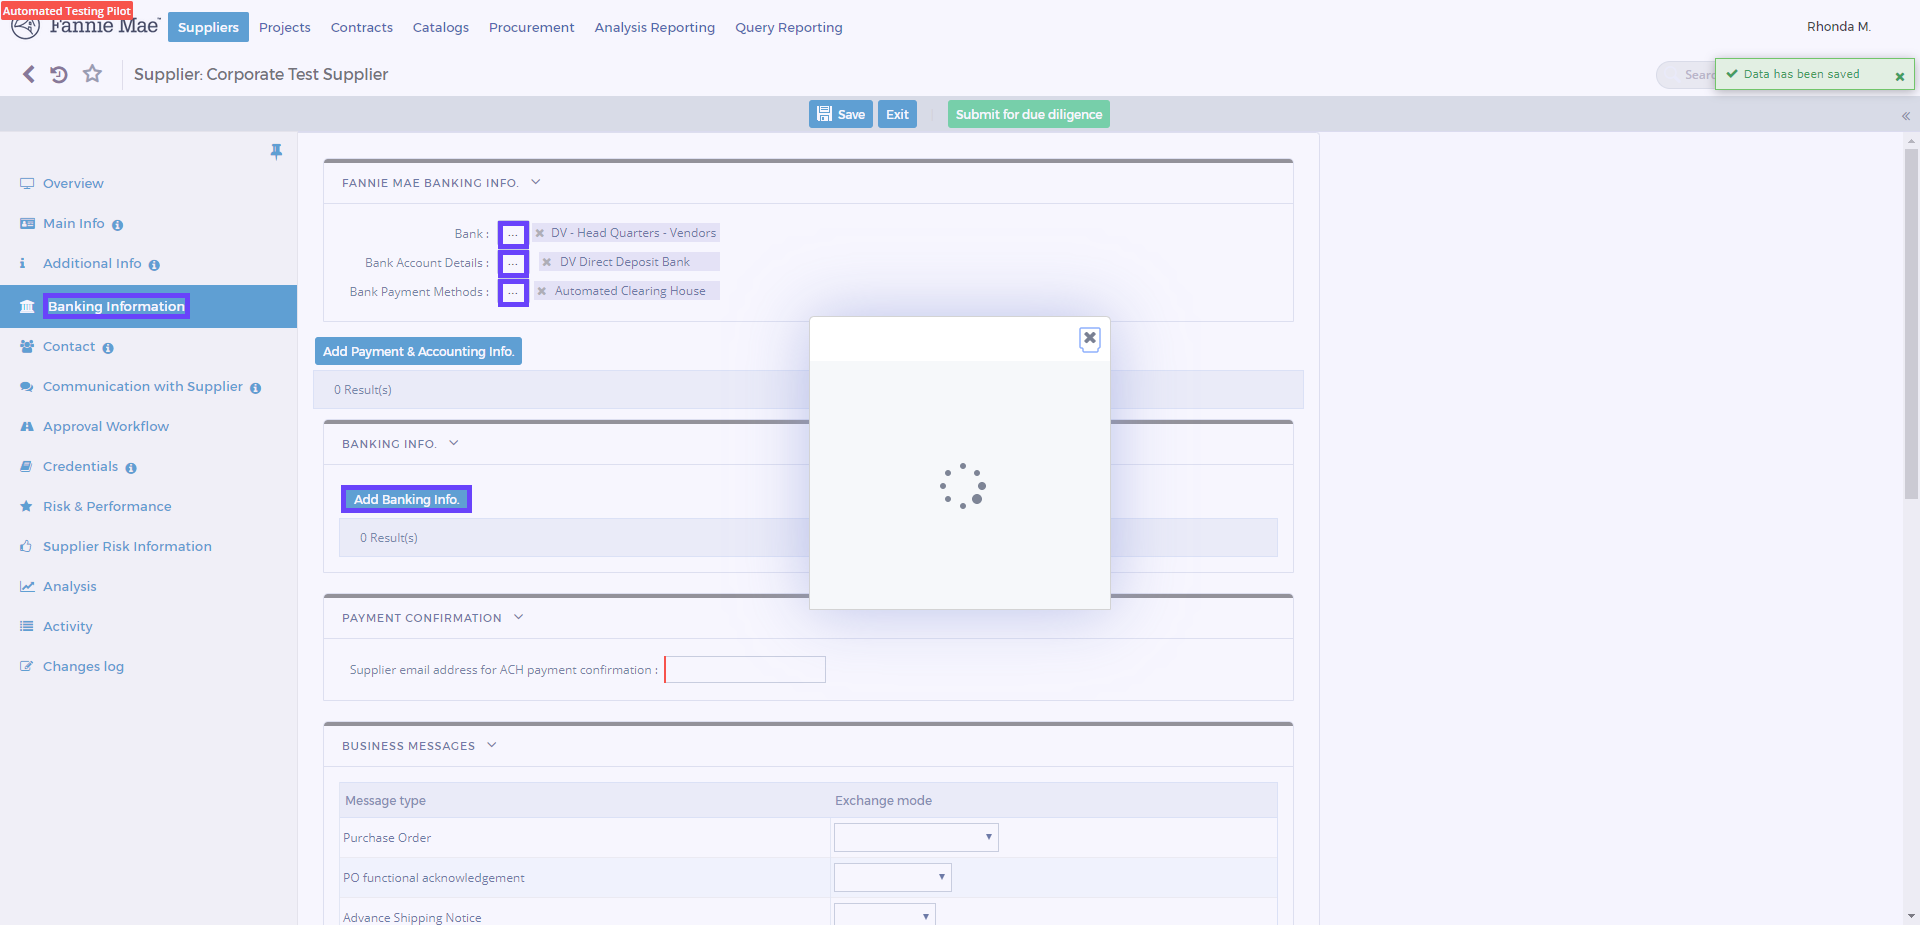 Automated Testing Pilot
Fannie Mae
Suppliers Projects Contracts Catalogs Procurement Analysis Reporting Query Reporting
Rhonda M.
Supplier: Corporate Test Supplier
Data has been saved
Save Exit Submit for due diligence
Overview
Main Info
Additional Info
Banking Information
Contact
Communication with Supplier
Approval Workflow
Credentials
Risk & Performance
Supplier Risk Information
Analysis
Activity
Changes log
FANNIE MAE BANKING INFO.
Bank : ... DV - Head Quarters - Vendors
Bank Account Details : ... DV Direct Deposit Bank
Bank Payment Methods : ... Automated Clearing House
Add Payment & Accounting Info.
0 Result(s)
BANKING INFO.
Add Banking Info.
0 Result(s)
PAYMENT CONFIRMATION
Supplier email address for ACH payment confirmation :
BUSINESS MESSAGES
Message type Exchange mode
Purchase Order
PO functional acknowledgement
Advance Shipping Notice